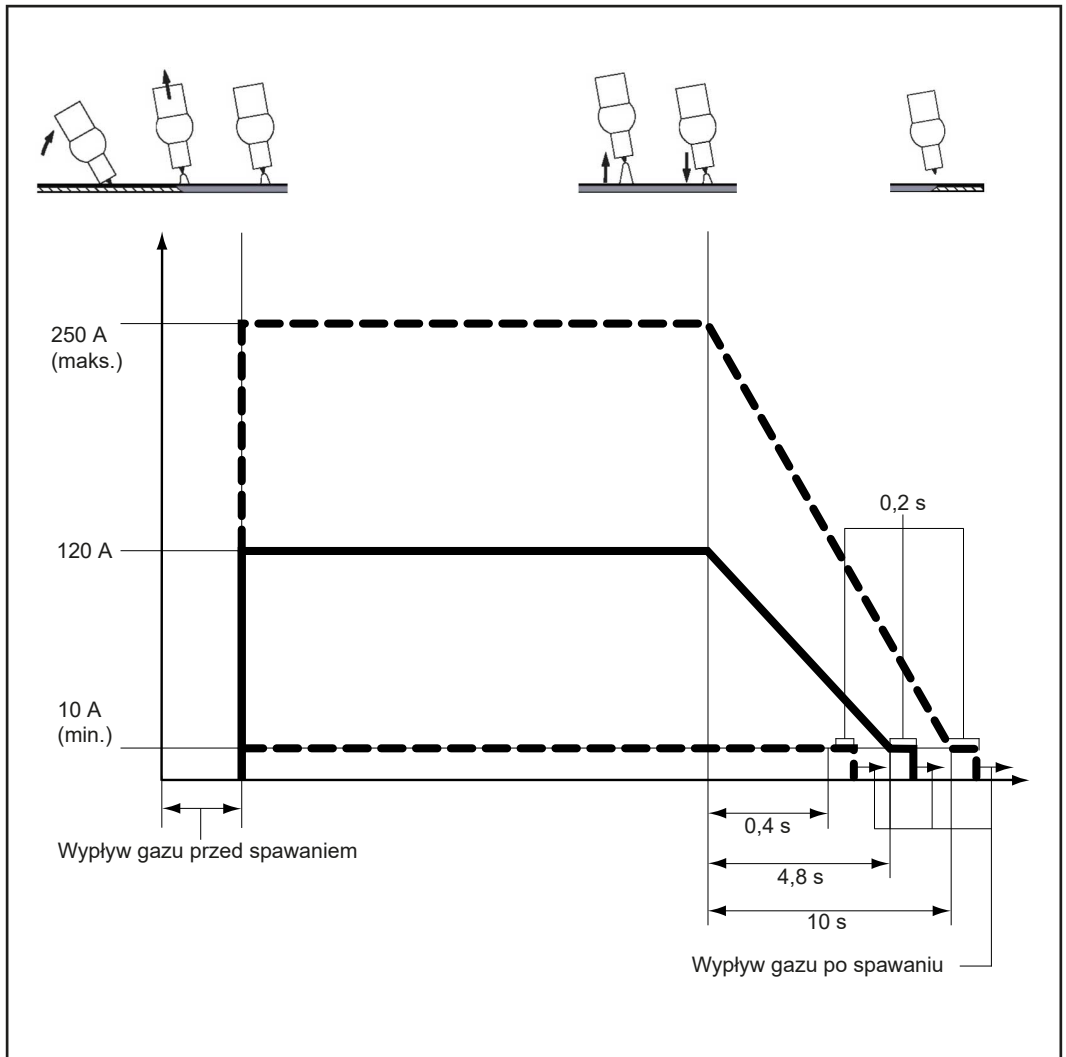 250 A
(maks.)
0,2 s
120 A
10 A
(min.)
0,4 s
Wypływ gazu przed spawaniem
4,8 s
10 s
Wypływ gazu po spawaniu